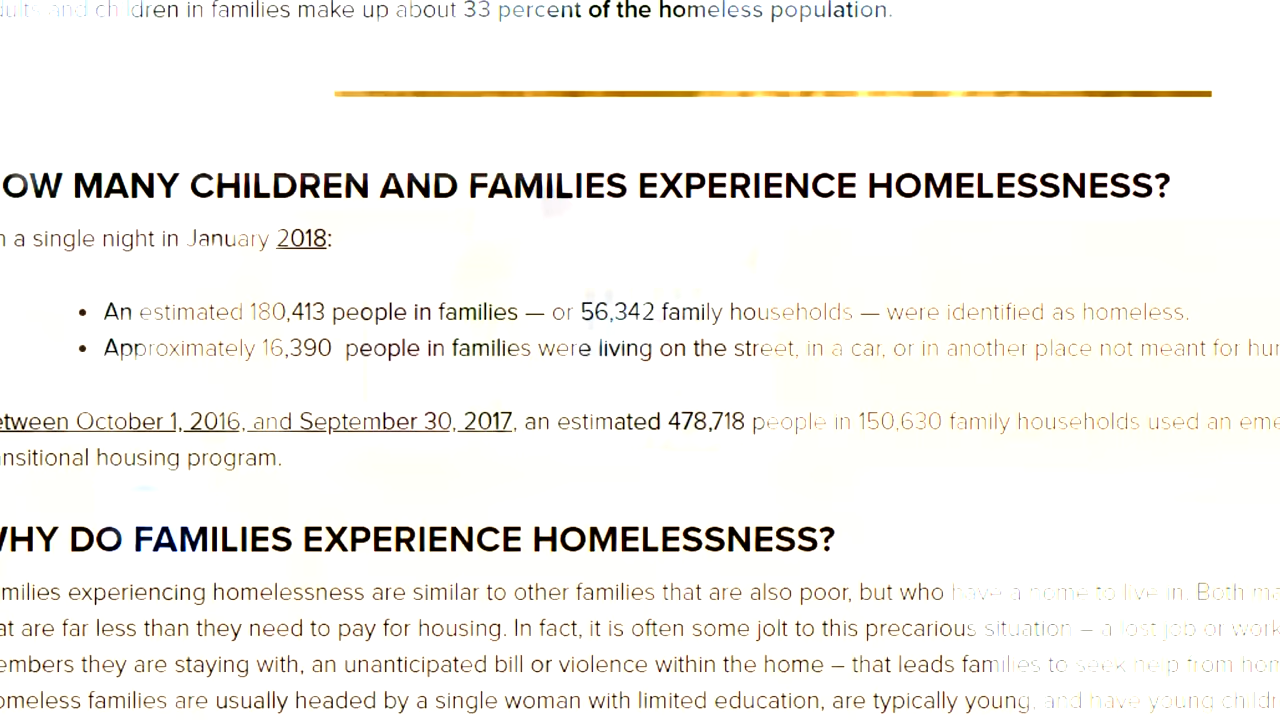 children in families make up about 33 percent of the homeless population.
OW MANY CHILDREN AND FAMILIES EXPERIENCE HOMELESSNESS?
n a single night in January 2018:
• An estimated 180,413 people in families — or 56,342 family households — were identified as homeless.
• Approximately 16,390 people in families were living on the street, in a car, or in another place not meant for hu
etween October 1, 2016, and September 30, 2017, an estimated 478,718 people in 150,630 family households used an eme
nsitional housing program.
WHY DO FAMILIES EXPERIENCE HOMELESSNESS?
milies experiencing homelessness are similar to other families that are also poor, but who have a home to live in. Both ma
at are far less than they need to pay for housing. In fact, it is often some jolt to this precarious situation – a lost job or work
embers they are staying with, an unanticipated bill or violence within the home – that leads families to seek help from hom
omeless families are usually headed by a single woman with limited education, are typically young, and have young childr